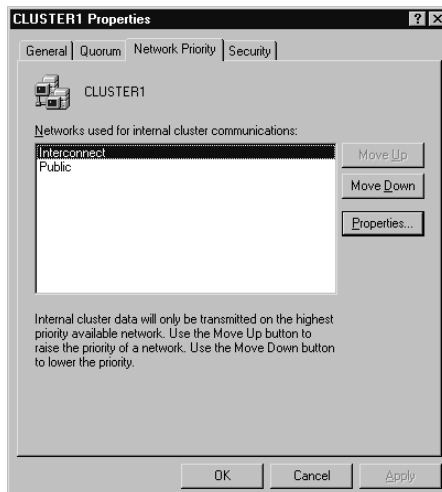 CLUSTER1 Properties
General
Quorum
Network Priority
Security
CLUSTER1
Networks used for internal cluster communications:
Interconnect
Public
Move Up
Move Down
Properties...
Internal cluster data will only be transmitted on the highest
priority available network. Use the Move Up button to
raise the priority of a network. Use the Move Down button
to lower the priority.
OK
Cancel
Apply